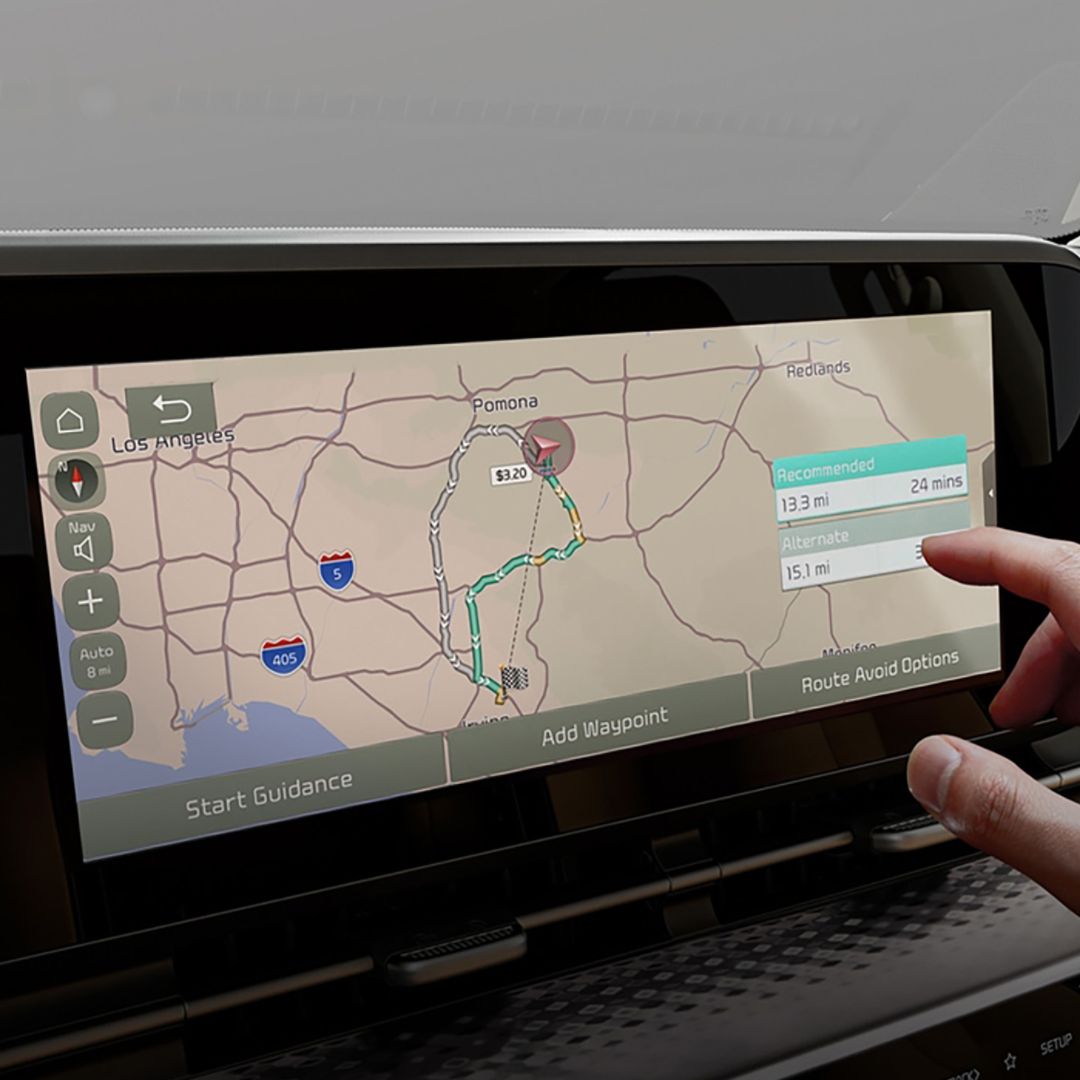 Redlands
Pomona
Los Angeles
N
$3.20
Recommended
13.3 mi
24 mins
Nav
Alternate
15.1 mi
5
Auto
8 mi
405
Menifee
Irvine
Route Avoid Options
Add Waypoint
Start Guidance
SETUP